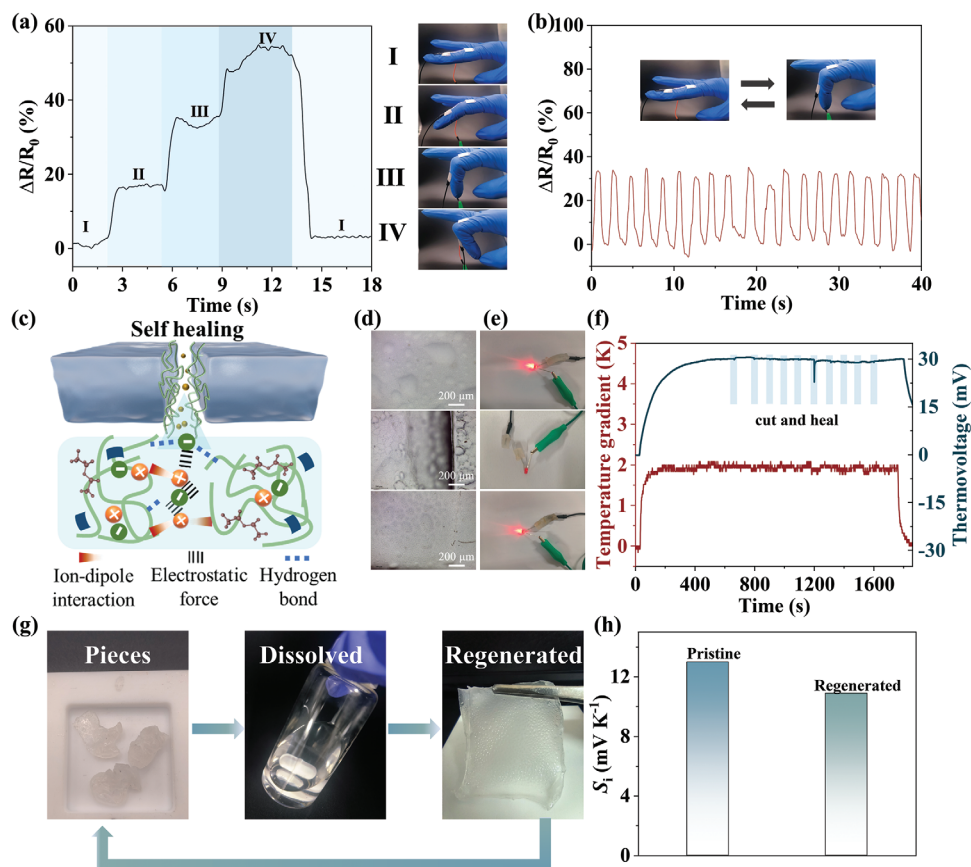 (a)
ΔR/R0 (%)
60
40
20
0
I
II
III
IV
I
0 3 6 9 12 15 18
Time (s)
I
II
III
IV
(b)
ΔR/R0 (%)
100
80
60
40
20
0
0 10 20 30 40
Time (s)
(c)
Self healing
Ion-dipole
interaction
Electrostatic
force
Hydrogen
bond
(d)
200 μm
200 μm
200 μm
(e)
(f)
Temperature gradient (K)
5
4
3
2
1
0
cut and heal
30
15
0
-15
-30
Thermovoltage (mV)
0 400 800 1200 1600
Time (s)
(g)
Pieces
Dissolved
Regenerated
(h)
Si (mV K-1)
12
9
6
3
0
Pristine
Regenerated